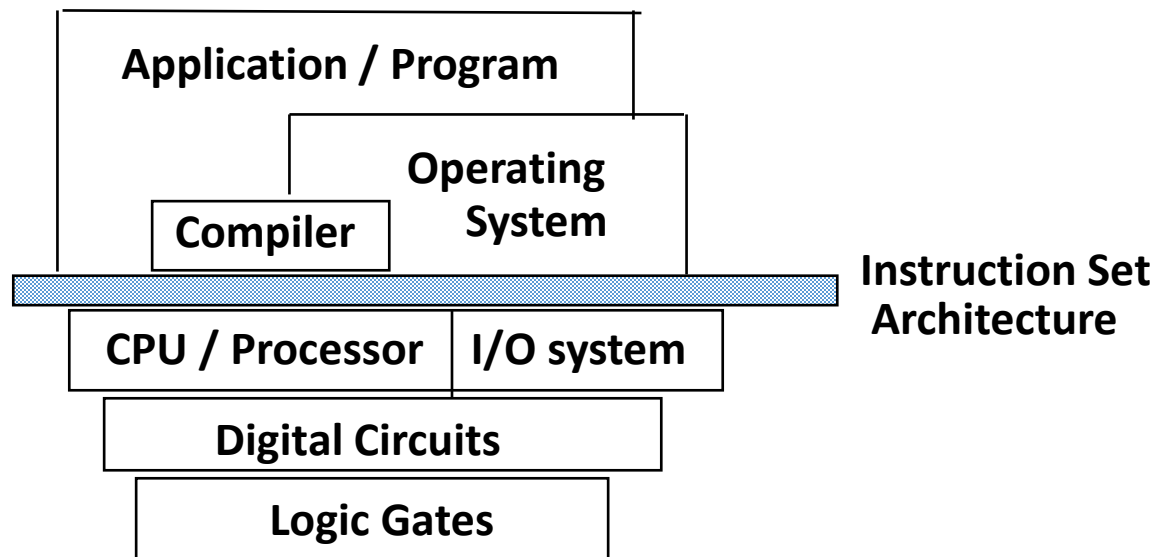 Application / Program
Operating
System
Compiler
Instruction Set
Architecture
CPU / Processor
I/O system
Digital Circuits
Logic Gates